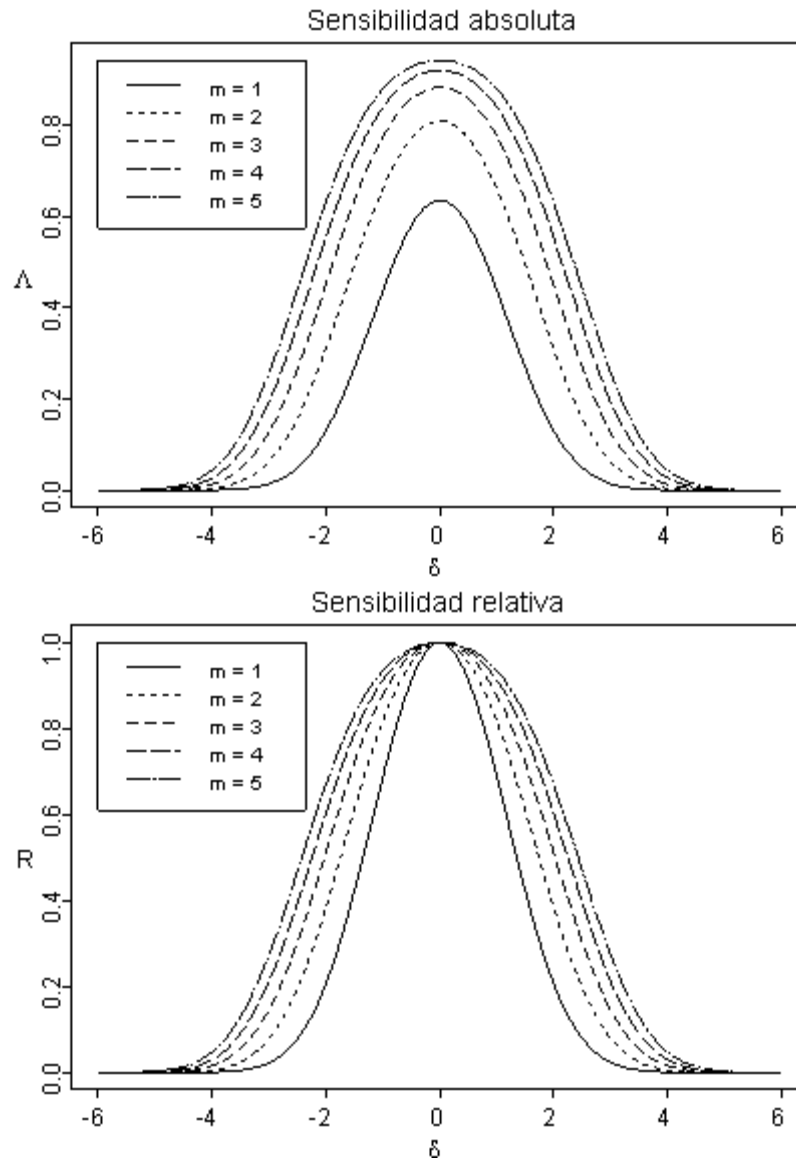 Sensibilidad absoluta
m = 1
m = 2
m = 3
m = 4
m = 5
Λ
0.0 0.2 0.4 0.6 0.8
-6 -4 -2 0 2 4 6
δ
Sensibilidad relativa
m = 1
m = 2
m = 3
m = 4
m = 5
R
0.0 0.2 0.4 0.6 0.8 1.0
-6 -4 -2 0 2 4 6
δ